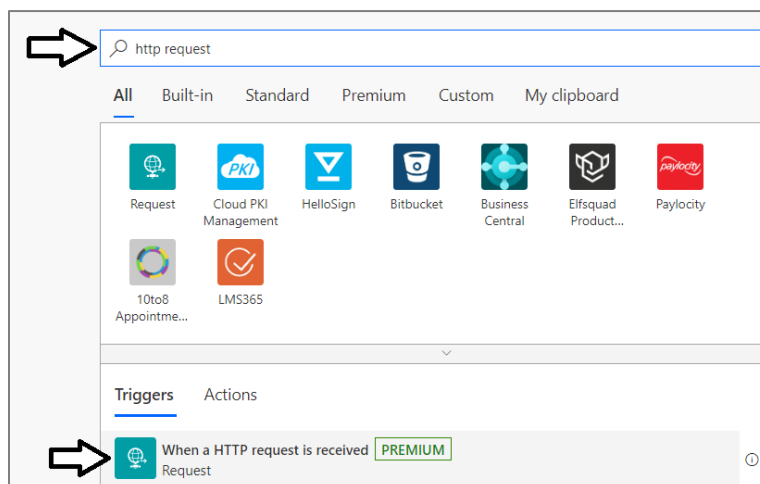 http request
All Built-in Standard Premium Custom My clipboard
PKI
paylocity
Request Cloud PKI HelloSign Bitbucket Business Elfsquad Paylocity
Management Central Product...
10to8 LMS365
Appointme...
Triggers Actions
When a HTTP request is received PREMIUM
Request